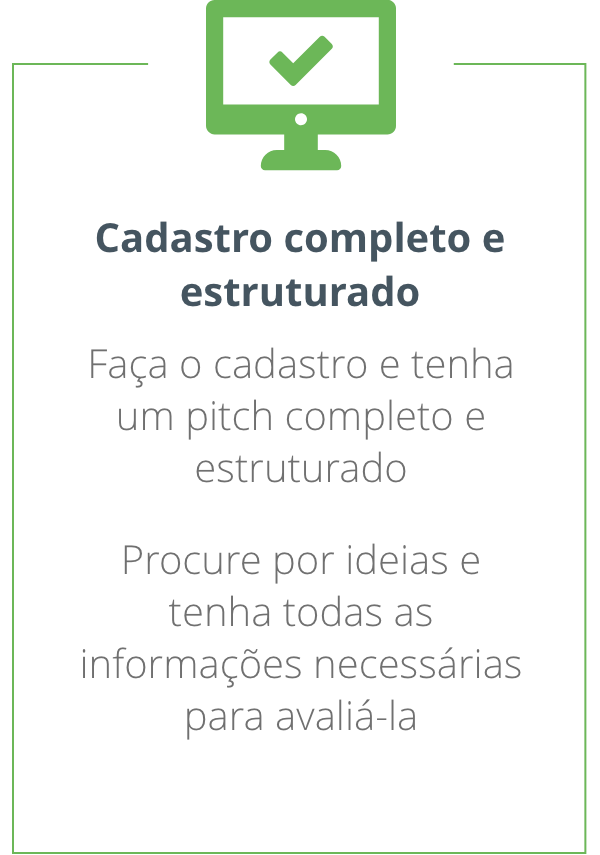 Cadastro completo e
estruturado
Faça o cadastro e tenha
um pitch completo e
estruturado
Procure por ideias e
tenha todas as
informações necessárias
para avaliá-la